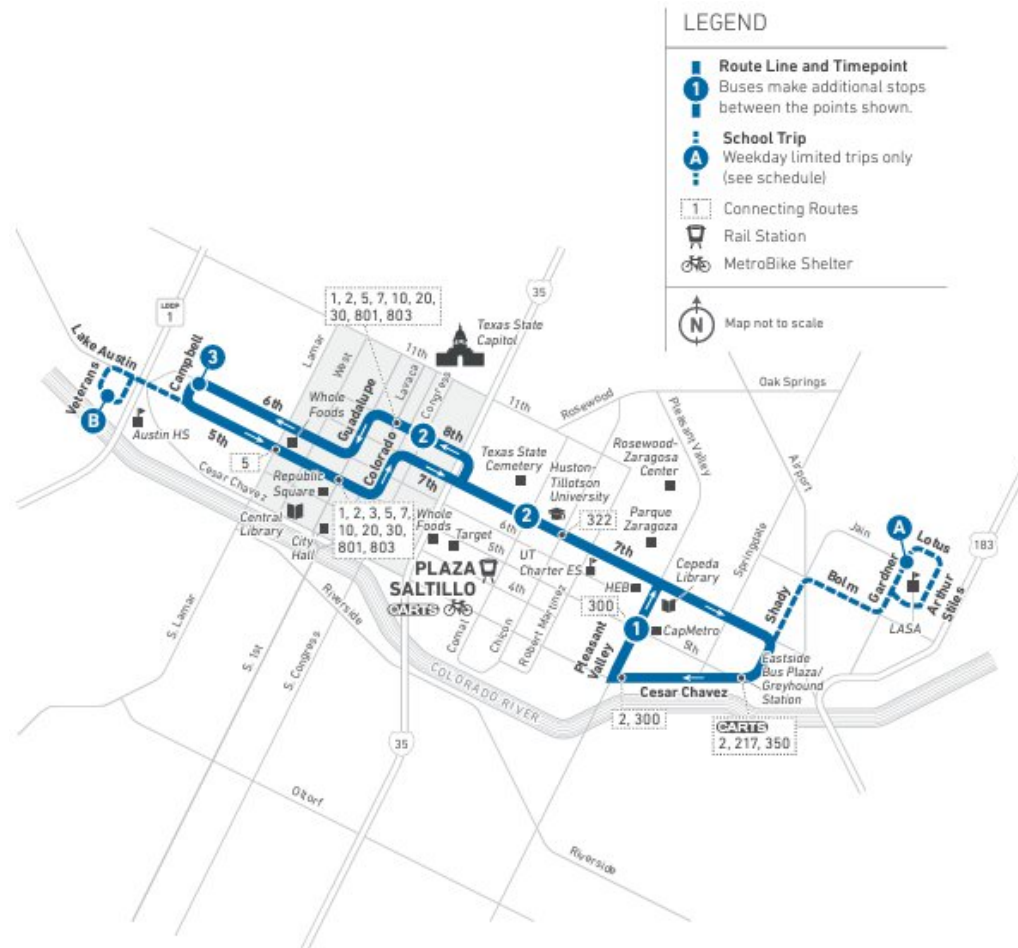 LEGEND
Route Line and Timepoint
1
Buses make additional stops
between the points shown.
School Trip
A
Weekday limited trips only
(see schedule)
1
Connecting Routes
Rail Station
MetroBike Shelter
N
Map not to scale
35
1, 2, 5, 7, 10, 20,
30, 801, 803
Texas State
Capitol
LOOP
1
Lake Austin
Veterans
B
Austin HS
Campbell
3
Lamar
West
11th
Lavaca
Congress
6th
Whole
Foods
Guadalupe
Colorado
2
8th
11th
Rosewood
Oak Springs
Pleasant Valley
Airport
5th
5
Republic
Square
7th
Cesar Chavez
Central
Library
City
Hall
1, 2, 3, 5, 7,
10, 20, 30,
801, 803
Whole
Foods
Target
PLAZA
SALTILLO
CARTS
Texas State
Cemetery
Huston-
Tillotson
University
Rosewood-
Zaragosa
Center
2
322
Parque
Zaragoza
6th
5th
4th
7th
UT
Charter ES
HEB
Cepeda
Library
Springdale
300
1
CapMetro
5th
Pleasant
Valley
Comal
Chicon
Robert Martinez
Shady
Bolm
Jain
Gardner
A
Lotus
Arthur
Stiles
LASA
183
Eastside
Bus Plaza/
Greyhound
Station
Cesar Chavez
2, 300
CARTS
2, 217, 350
S. Lamar
Riverside
S. 1st
S. Congress
COLORADO RIVER
35
Oltorf
Riverside